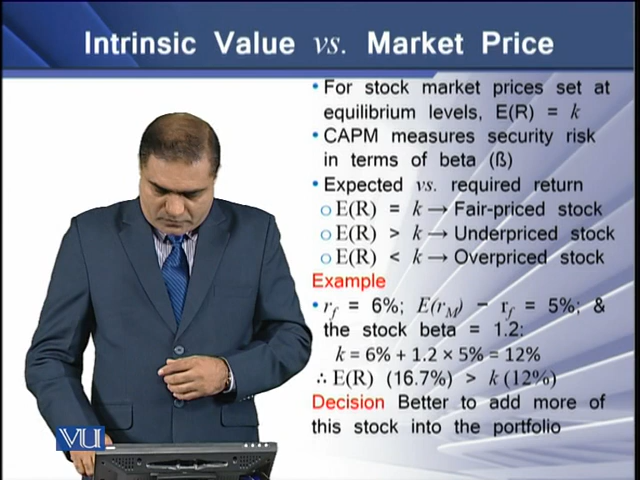 Intrinsic Value vs. Market Price
• For stock market prices set at
equilibrium levels, E(R) = k
• CAPM measures security risk
in terms of beta (ß)
• Expected vs. required return
o E(R) = k → Fair-priced stock
o E(R) > k → Underpriced stock
o E(R) < k → Overpriced stock
Example
• rf = 6%; E(rM) − rf = 5%; &
the stock beta = 1.2:
k = 6% + 1.2 × 5% = 12%
∴ E(R) (16.7%) > k (12%)
Decision Better to add more of
this stock into the portfolio
VU